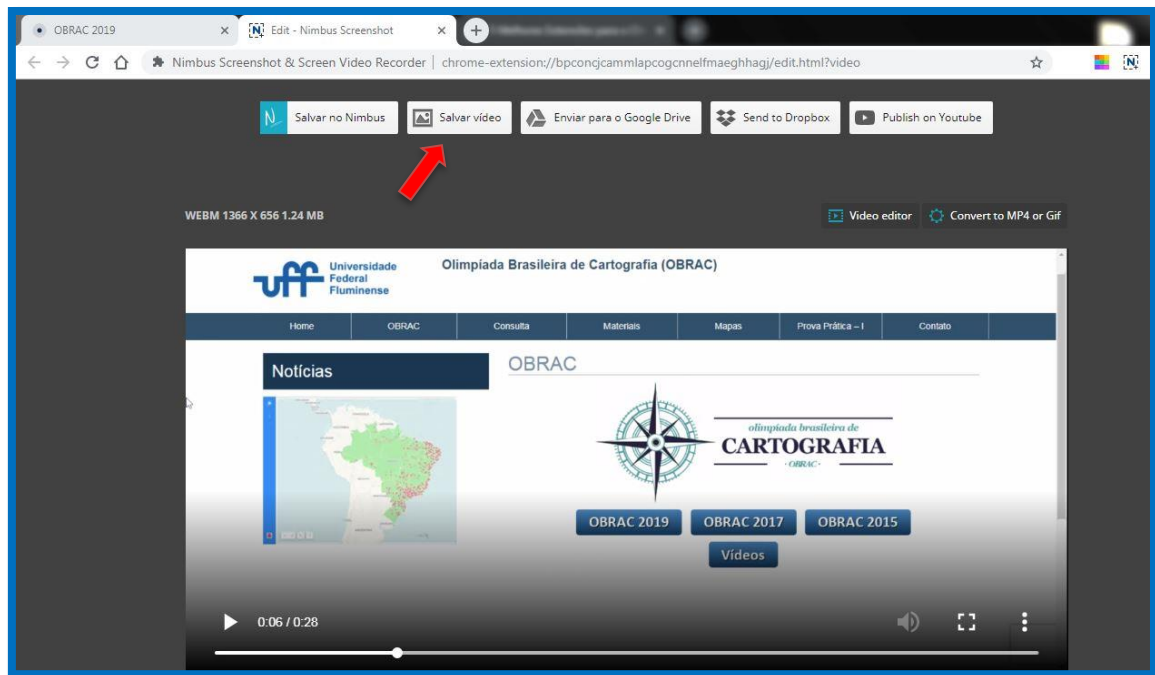 OBRAC 2019
Edit - Nimbus Screenshot
Nimbus Screenshot & Screen Video Recorder | chrome-extension://bpconcjcammlapcogcnnelfmaeghhagj/edit.html?video
Salvar no Nimbus
Salvar vídeo
Enviar para o Google Drive
Send to Dropbox
Publish on Youtube
WEBM 1366 X 656 1.24 MB
Video editor
Convert to MP4 or Gif
uff
Universidade
Federal
Fluminense
Olimpíada Brasileira de Cartografia (OBRAC)
Home OBRAC Consulta Materiais Mapas Prova Prática – I Contato
Notícias
OBRAC
olimpíada brasileira de
CARTOGRAFIA
· OBRAC ·
OBRAC 2019 OBRAC 2017 OBRAC 2015
Vídeos
0:06 / 0:28